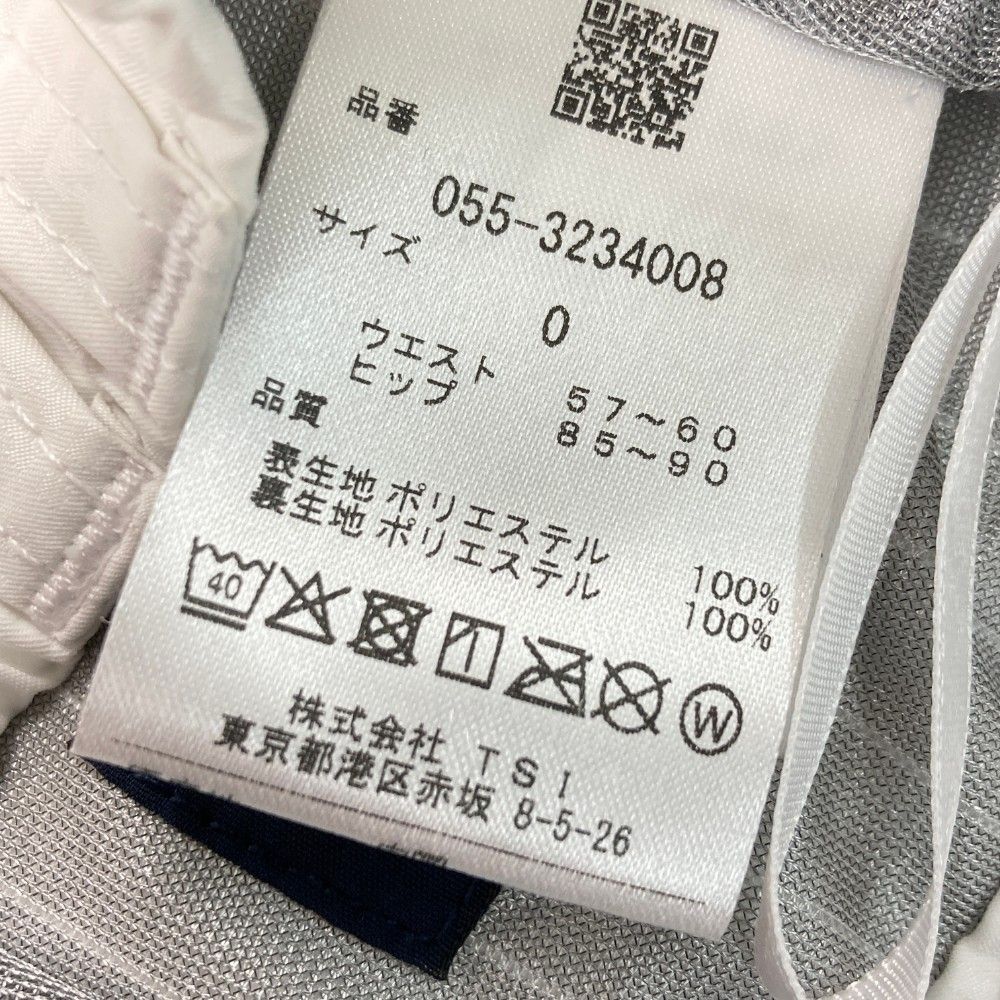 品番
055-3234008
サイズ
0
ウエスト 57～60
ヒップ 85～90
品質
表生地 ポリエステル 100%
裏生地 ポリエステル 100%
40 W
株式会社 TSI
東京都港区赤坂 8-5-26